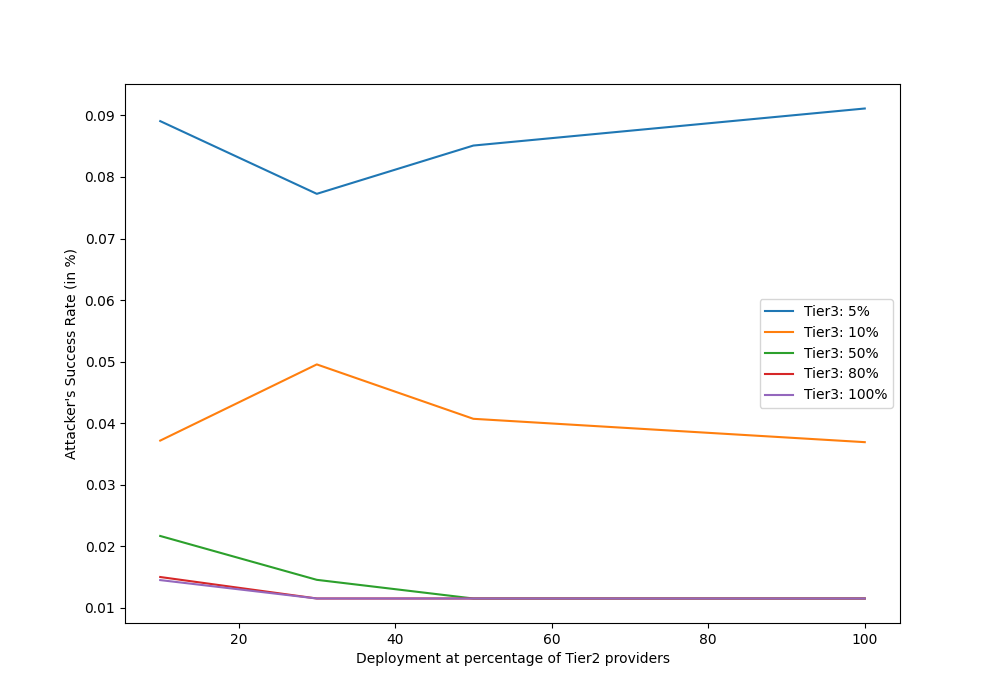 0.09
0.08
0.07
0.06
0.05
0.04
0.03
0.02
0.01
Attacker's Success Rate (in %)
Tier3: 5%
Tier3: 10%
Tier3: 50%
Tier3: 80%
Tier3: 100%
20 40 60 80 100
Deployment at percentage of Tier2 providers